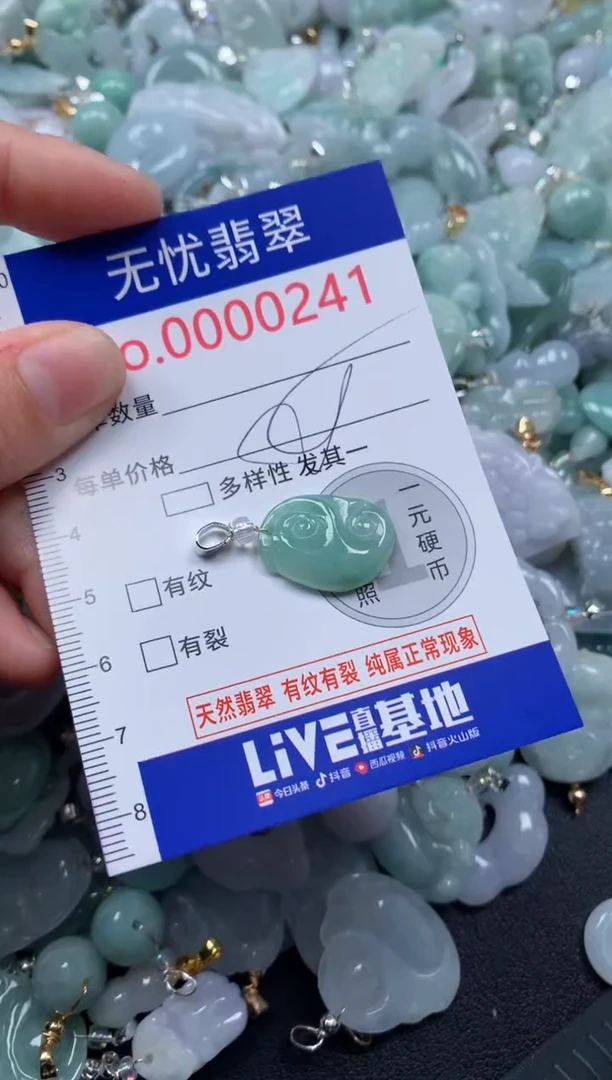 无忧翡翠
o.0000241
数量
每单价格
多样性 发其一
一元硬币
照
有纹
有裂
天然翡翠 有纹有裂 纯属正常现象
LiVE直播基地
今日头条 抖音 西瓜视频 抖音火山版
3
4
5
6
7
8